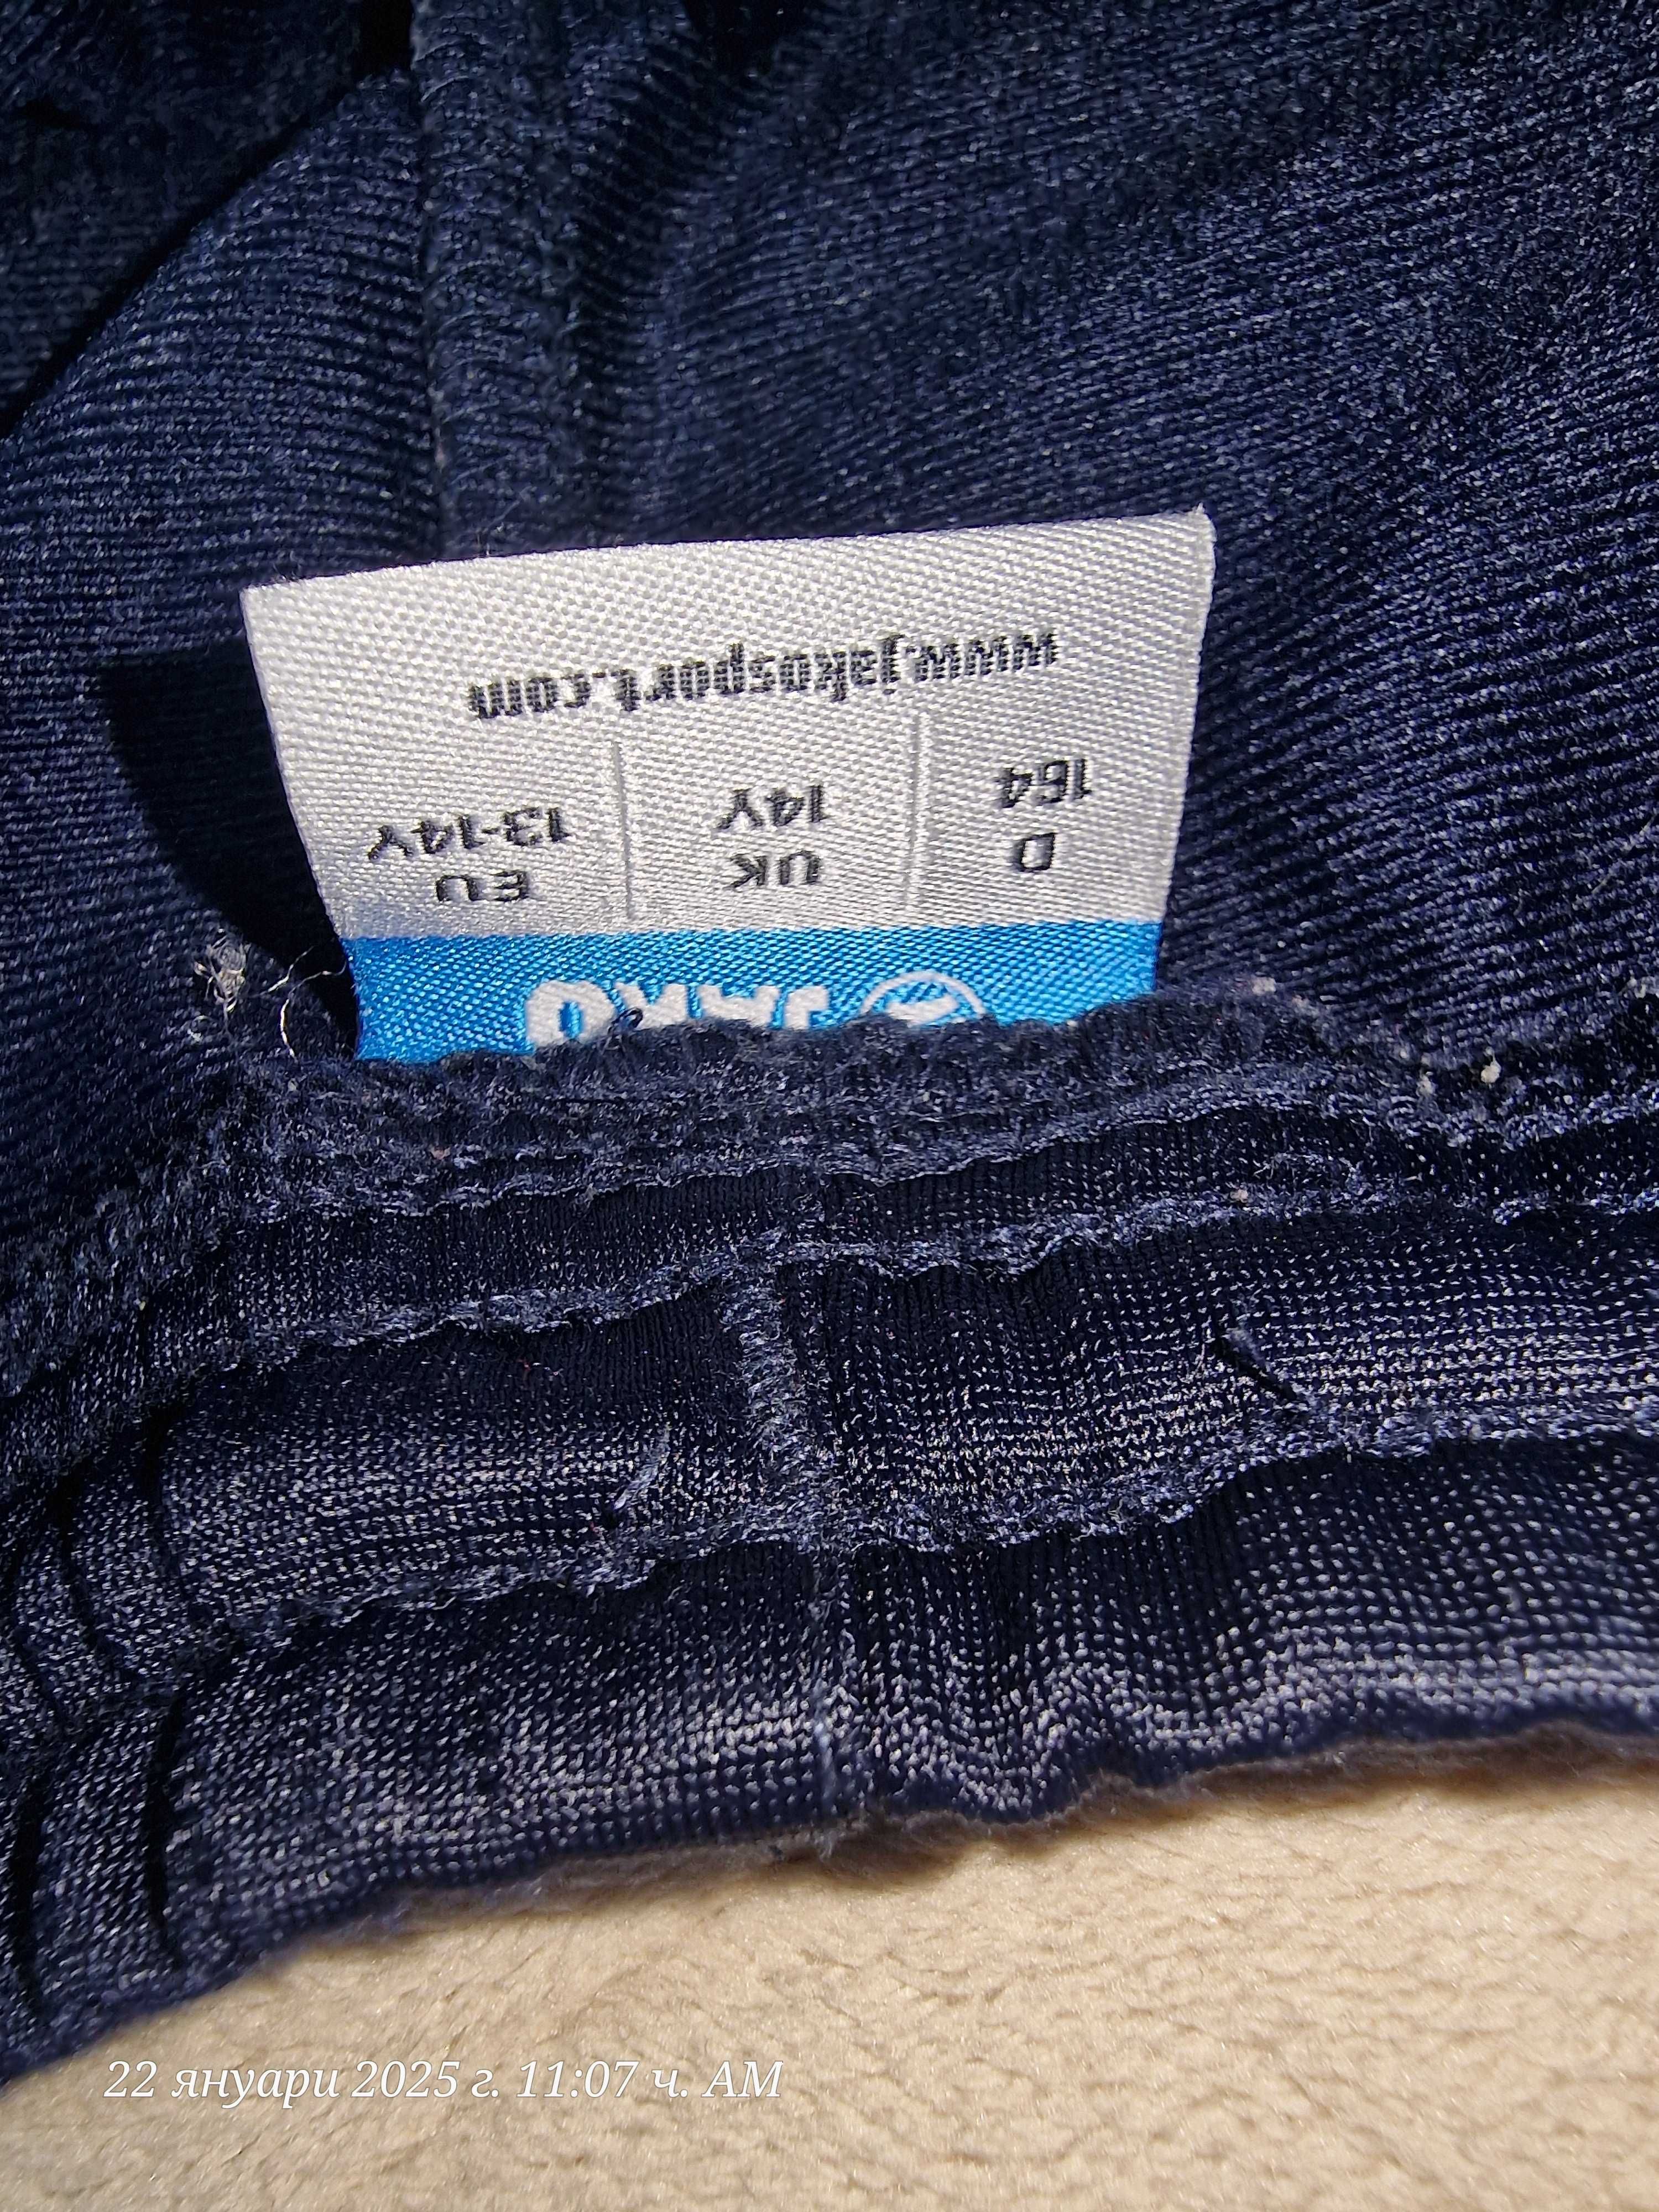 JAKO
D UK EU
164 14Y 13-14Y
www.jakosport.com
22 януари 2025 г. 11:07 ч. AM